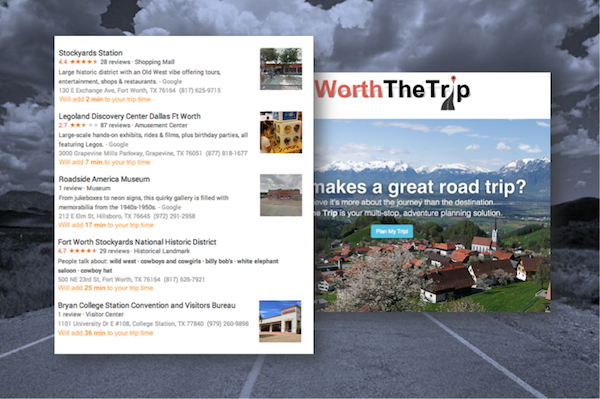 Stockyards Station
4.4 ★★★★★ 28 reviews · Shopping Mall
Large historic district with an Old West vibe offering tours,
entertainment, shops & restaurants. - Google
130 E Exchange Ave, Fort Worth, TX 76164 (817) 625-9715
Will add 2 min to your trip time
Legoland Discovery Center Dallas Ft Worth
2.7 ★★★★★ 87 reviews · Amusement Center
Large-scale hands-on exhibits, rides & films, plus birthday parties, all
featuring Legos. - Google
3000 Grapevine Mills Parkway, Grapevine, TX 76051 (877) 818-1677
Will add 7 min to your trip time
Roadside America Museum
1 review · Museum
From jukeboxes to neon signs, this quirky gallery is filled with
memorabilia from the 1940s-1950s. - Google
212 E Elm St, Hillsboro, TX 76645 (972) 291-2958
Will add 17 min to your trip time
Fort Worth Stockyards National Historic District
4.7 ★★★★★ 29 reviews · Historical Landmark
People talk about: wild west · cowboys and cowgirls · billy bob's · white elephant
saloon · cowboy hat
500 NE 23rd St, Fort Worth, TX 76164 (817) 626-7921
Will add 25 min to your trip time
Bryan College Station Convention and Visitors Bureau
1 review · Visitor Center
1101 University Dr E #108, College Station, TX 77840 (979) 260-9898
Will add 36 min to your trip time
WorthTheTrip
makes a great road trip?
eve it's more about the journey than the destination.
he Trip is your multi-stop, adventure planning solution.
Plan My Trip!